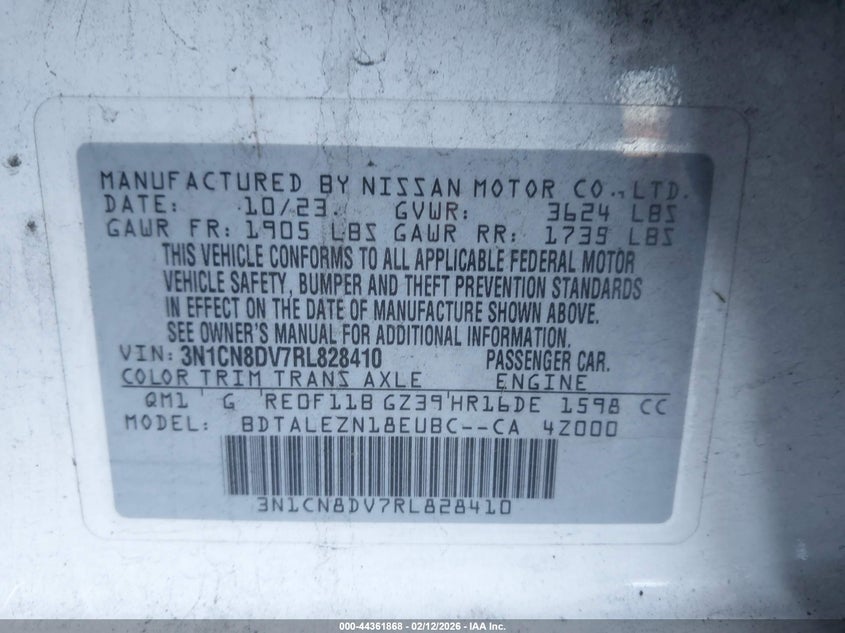 MANUFACTURED BY NISSAN MOTOR CO., LTD.
DATE: 10/23 GVWR: 3624 LBS
GAWR FR: 1905 LBS GAWR RR: 1739 LBS
THIS VEHICLE CONFORMS TO ALL APPLICABLE FEDERAL MOTOR
VEHICLE SAFETY, BUMPER AND THEFT PREVENTION STANDARDS
IN EFFECT ON THE DATE OF MANUFACTURE SHOWN ABOVE.
SEE OWNER'S MANUAL FOR ADDITIONAL INFORMATION.
VIN: 3N1CN8DV7RL828410 PASSENGER CAR.
COLOR TRIM TRANS AXLE ENGINE
QM1 G RE0F11B GZ39 HR16DE 1598 CC
MODEL: BDTALEZN18EUBC--CA 4Z000
3N1CN8DV7RL828410
000-44361868 - 02/12/2026 - IAA Inc.